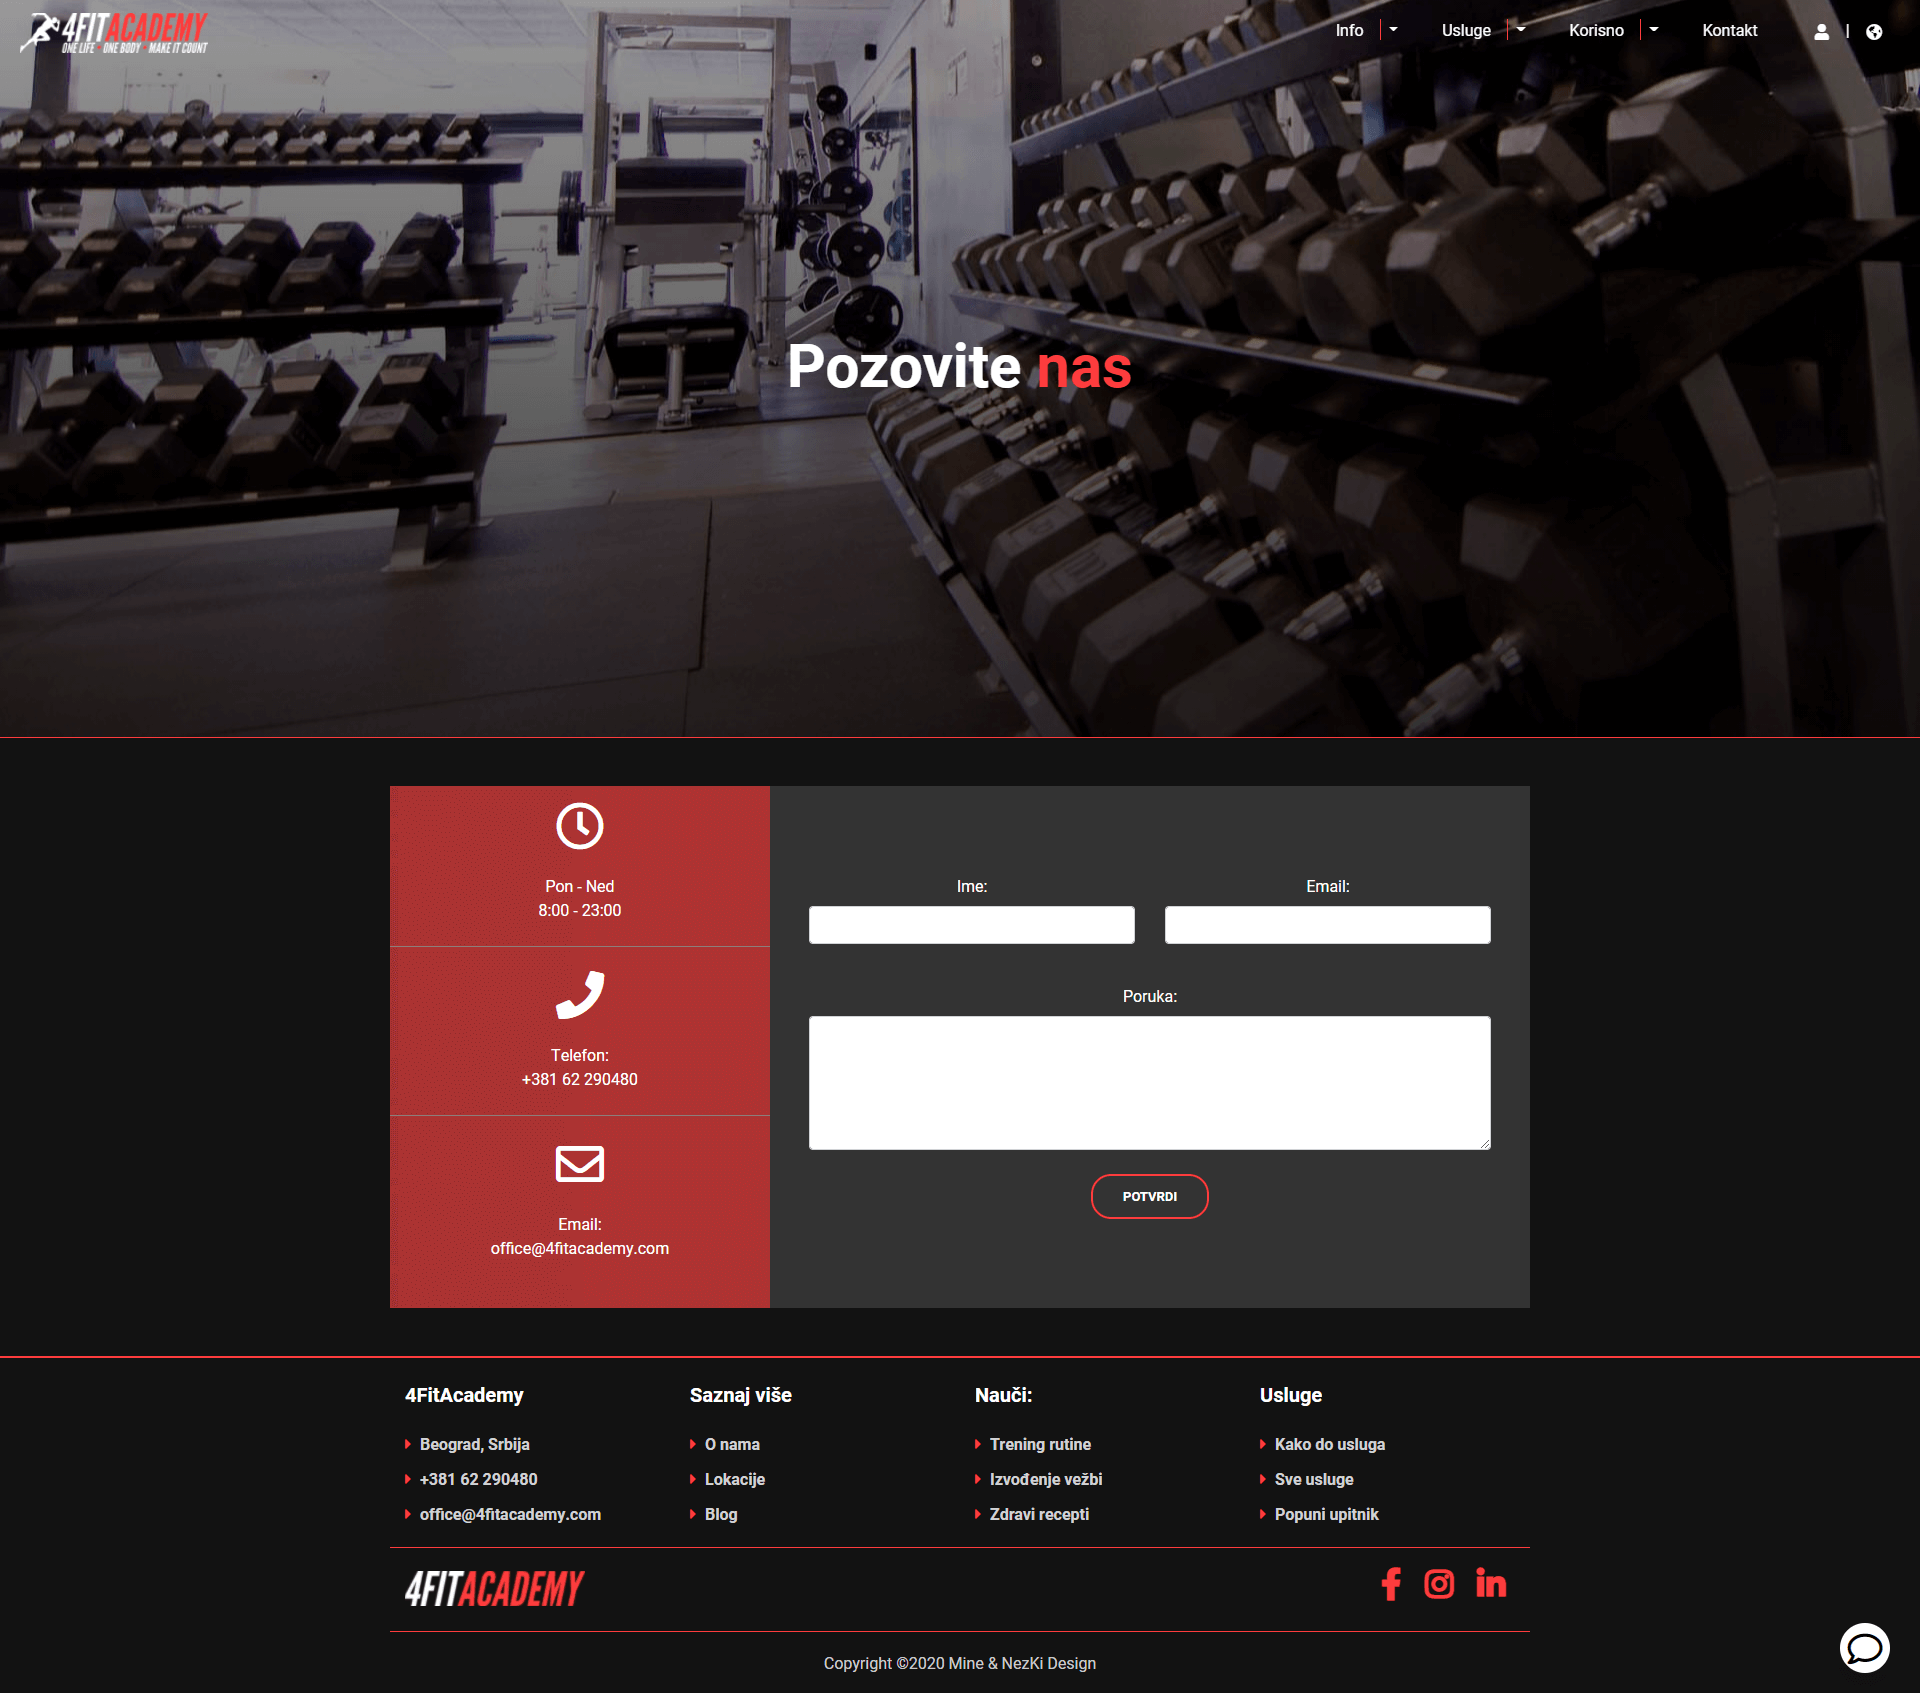 4FITACADEMY
ONE LIFE - ONE BODY - MAKE IT COUNT
Info
Usluge
Korisno
Kontakt
|
Pozovite nas
Pon - Ned
8:00 - 23:00
Telefon:
+381 62 290480
Email:
office@4fitacademy.com
Ime:
Email:
Poruka:
POTVRDI
4FitAcademy
Beograd, Srbija
+381 62 290480
office@4fitacademy.com
Saznaj više
O nama
Lokacije
Blog
Nauči:
Trening rutine
Izvođenje vežbi
Zdravi recepti
Usluge
Kako do usluga
Sve usluge
Popuni upitnik
4FITACADEMY
Copyright ©2020 Mine & NezKi Design